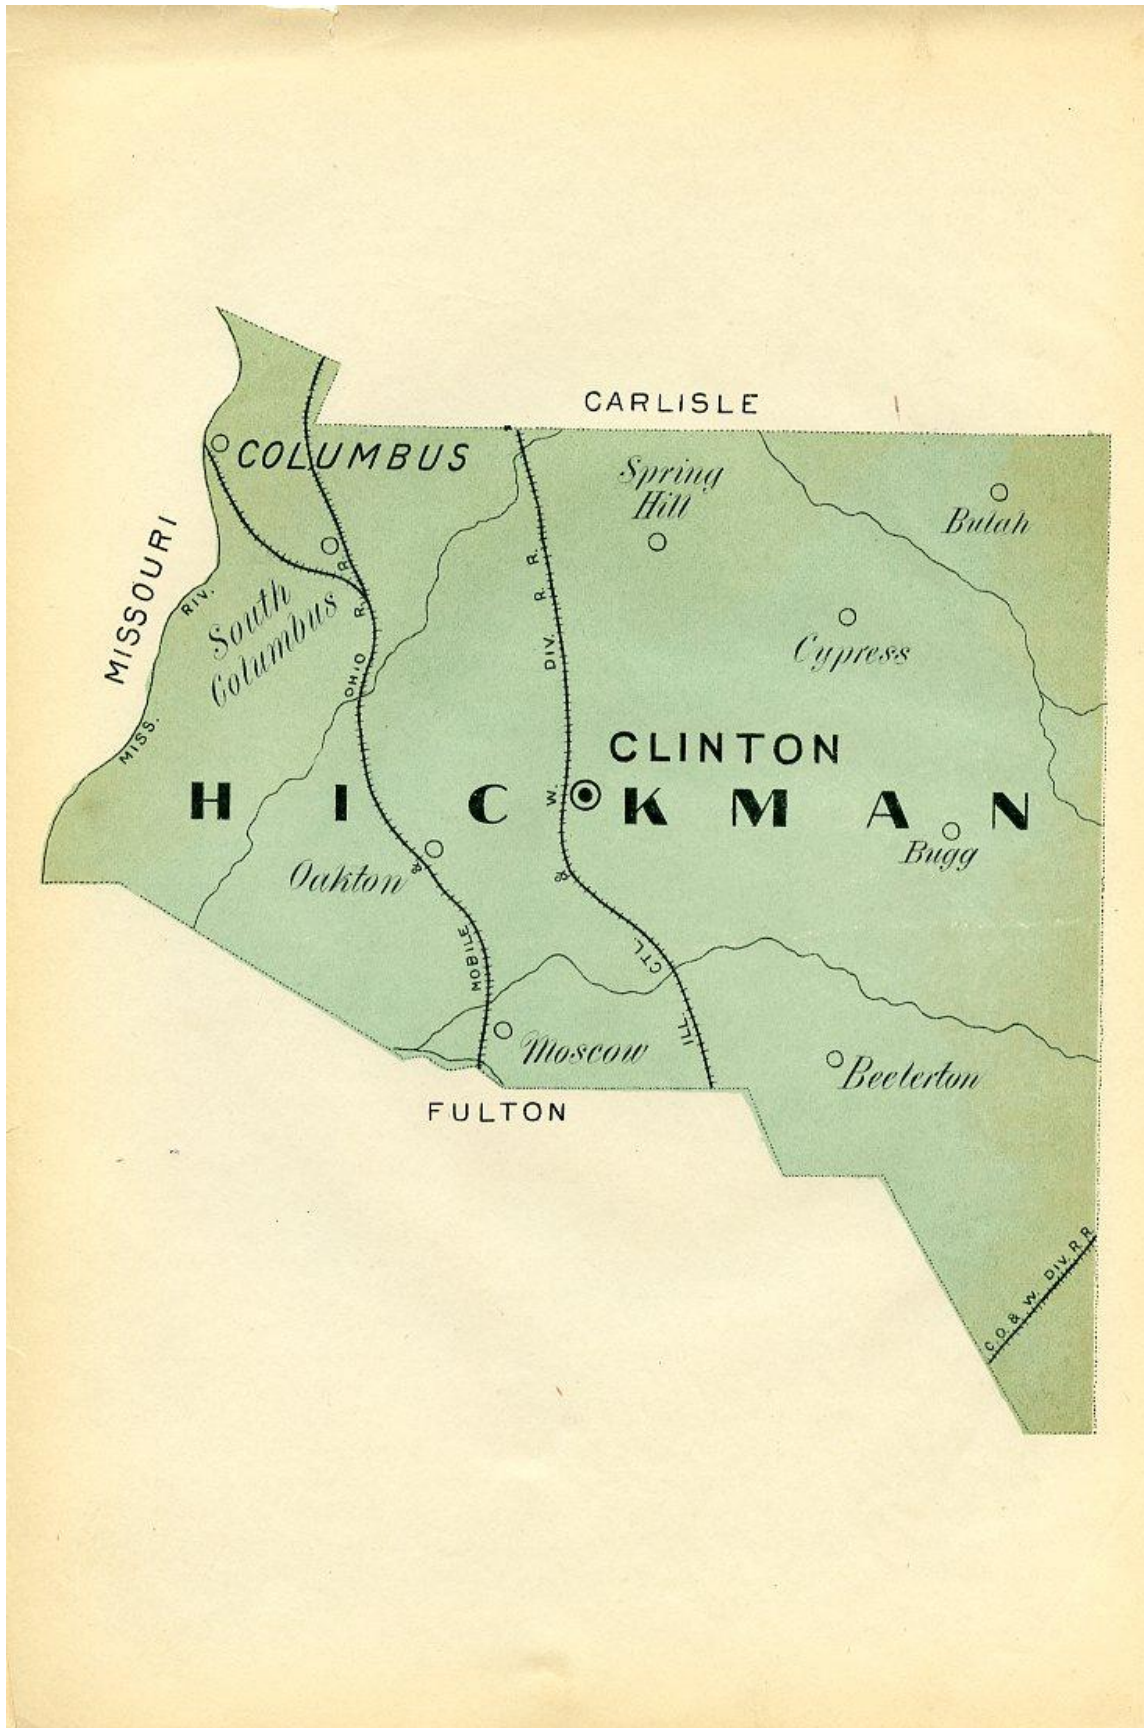 CARLISLE
COLUMBUS
Spring
Hill
Bulah
MISSOURI
RIV.
MISS.
South
Columbus
Cypress
CLINTON
HICKMAN
Bugg
Oakton
MOBILE & OHIO R. R.
ILL. CTL. & W. DIV. R. R.
Moscow
Beelerton
FULTON
C. O. & W. DIV. R R